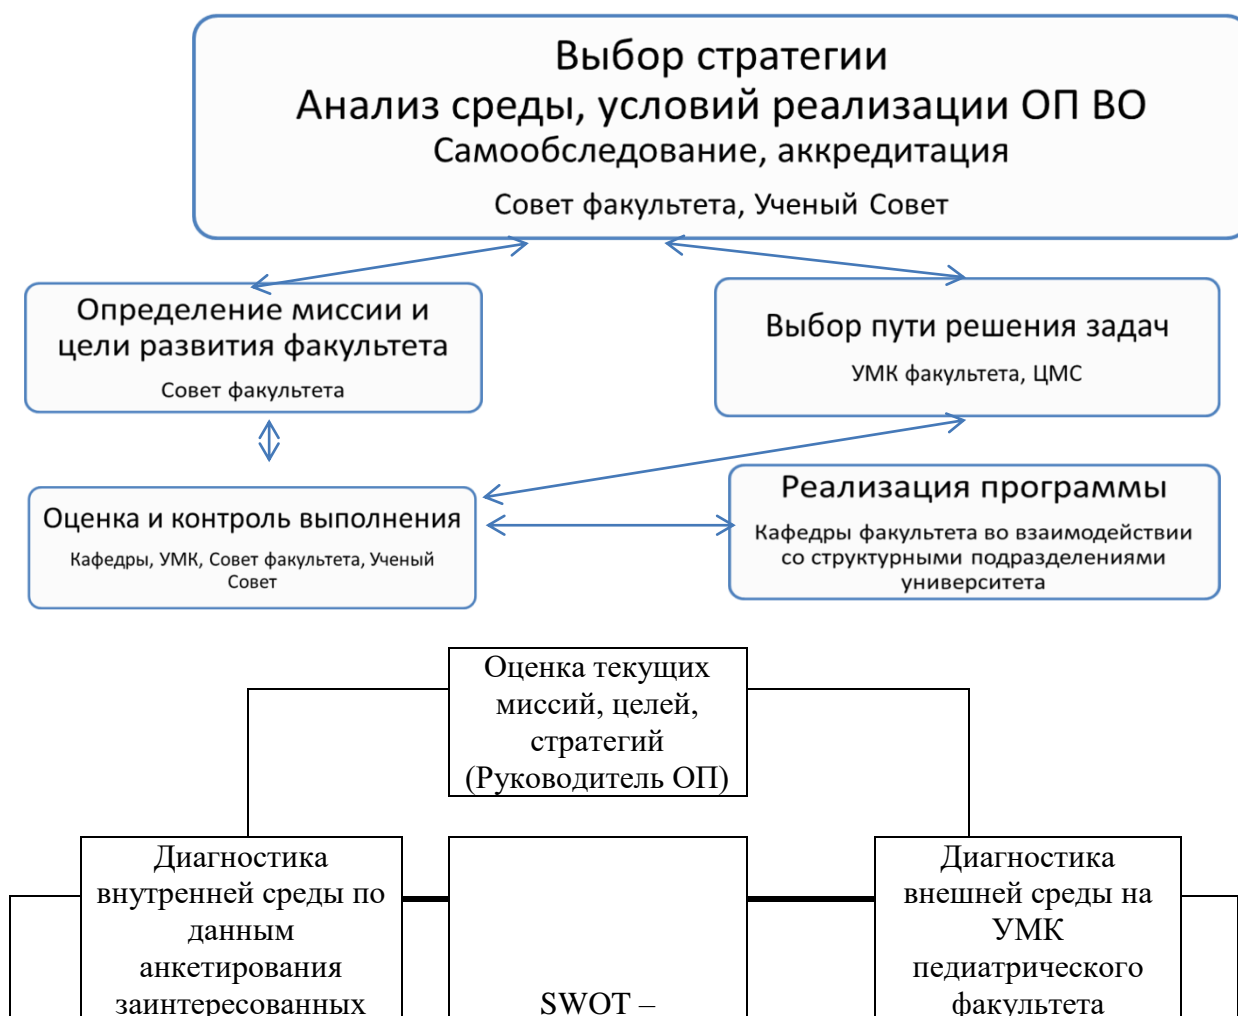 Выбор стратегии
Анализ среды, условий реализации ОП ВО
Самообследование, аккредитация
Совет факультета, Ученый Совет
Определение миссии и
цели развития факультета
Совет факультета
Выбор пути решения задач
УМК факультета, ЦМС
Оценка и контроль выполнения
Кафедры, УМК, Совет факультета, Ученый
Совет
Реализация программы
Кафедры факультета во взаимодействии
со структурными подразделениями
университета
Оценка текущих
миссий, целей,
стратегий
(Руководитель ОП)
Диагностика
внутренней среды по
данным
анкетирования
заинтересованных
SWOT –
Диагностика
внешней среды на
УМК
педиатрического
факультета